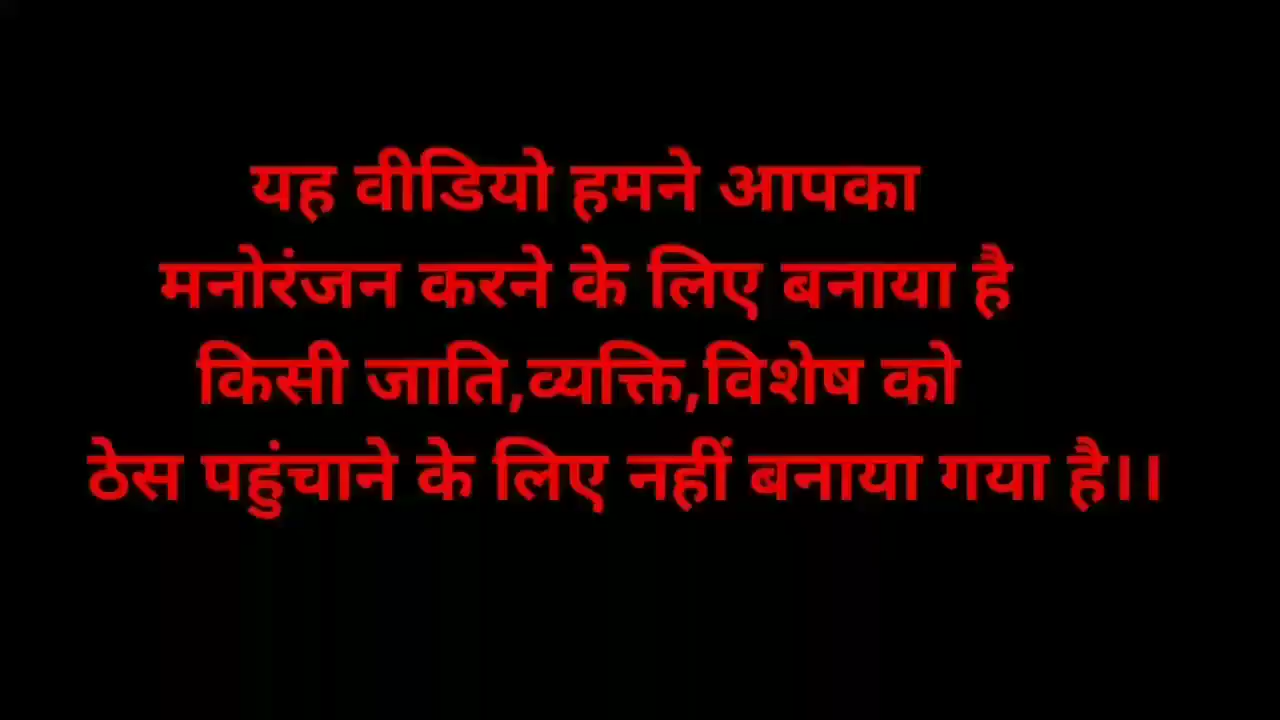 यह वीडियो हमने आपका
मनोरंजन करने के लिए बनाया है
किसी जाति,व्यक्ति,विशेष को
ठेस पहुंचाने के लिए नहीं बनाया गया है।।